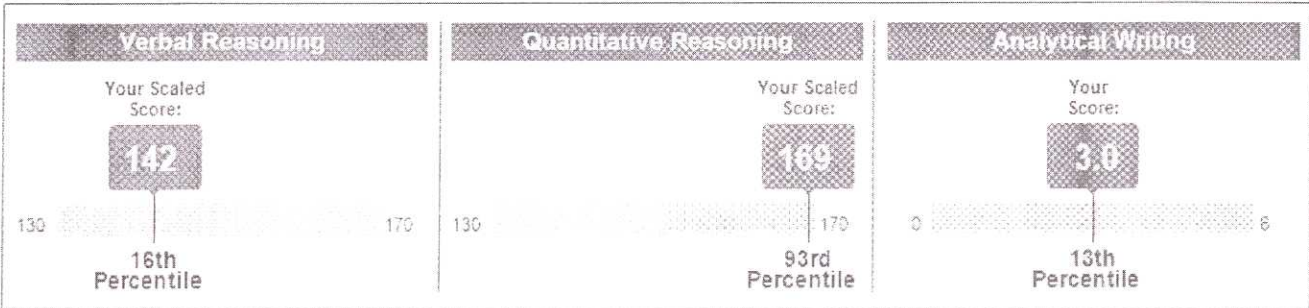 Verbal Reasoning
Your Scaled
Score:
142
130
170
16th
Percentile
Quantitative Reasoning
Your Scaled
Score:
169
130
170
93rd
Percentile
Analytical Writing
Your
Score:
3.0
0
6
13th
Percentile